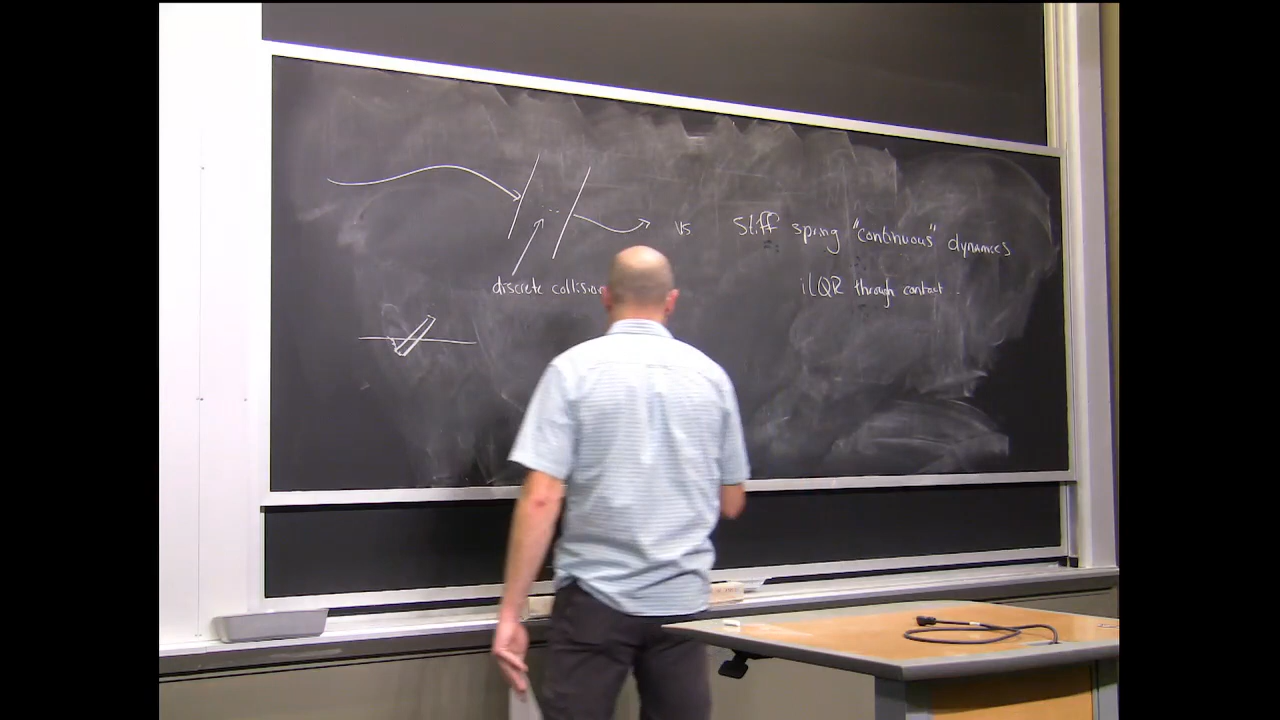 vs Stiff spring "continuous" dynamics
discrete collision
iLQR through contact.